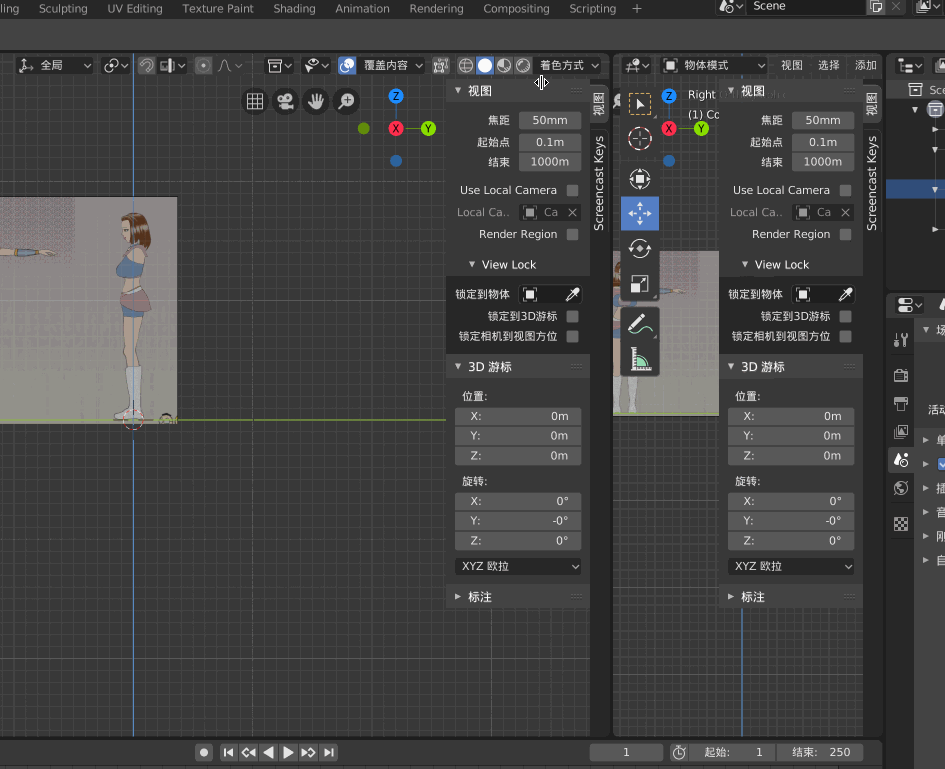 ling Sculpting UV Editing Texture Paint Shading Animation Rendering Compositing Scripting + Scene
全局 覆盖内容 着色方式 物体模式 视图 选择 添加
视图
焦距 50mm
起始点 0.1m
结束 1000m
Use Local Camera
Local Ca.. Ca
Render Region
View Lock
锁定到物体
锁定到3D游标
锁定相机到视图方位
3D 游标
位置:
X: 0m
Y: 0m
Z: 0m
旋转:
X: 0°
Y: -0°
Z: 0°
XYZ 欧拉
标注
视图
Screencast Keys
Z
X
Y
Right
(1) Co
Z
X
Y
视图
焦距 50mm
起始点 0.1m
结束 1000m
Use Local Camera
Local Ca.. Ca
Render Region
View Lock
锁定到物体
锁定到3D游标
锁定相机到视图方位
3D 游标
位置:
X: 0m
Y: 0m
Z: 0m
旋转:
X: 0°
Y: -0°
Z: 0°
XYZ 欧拉
标注
视图
Screencast Keys
Sce
活动
1 起始: 1 结束: 250